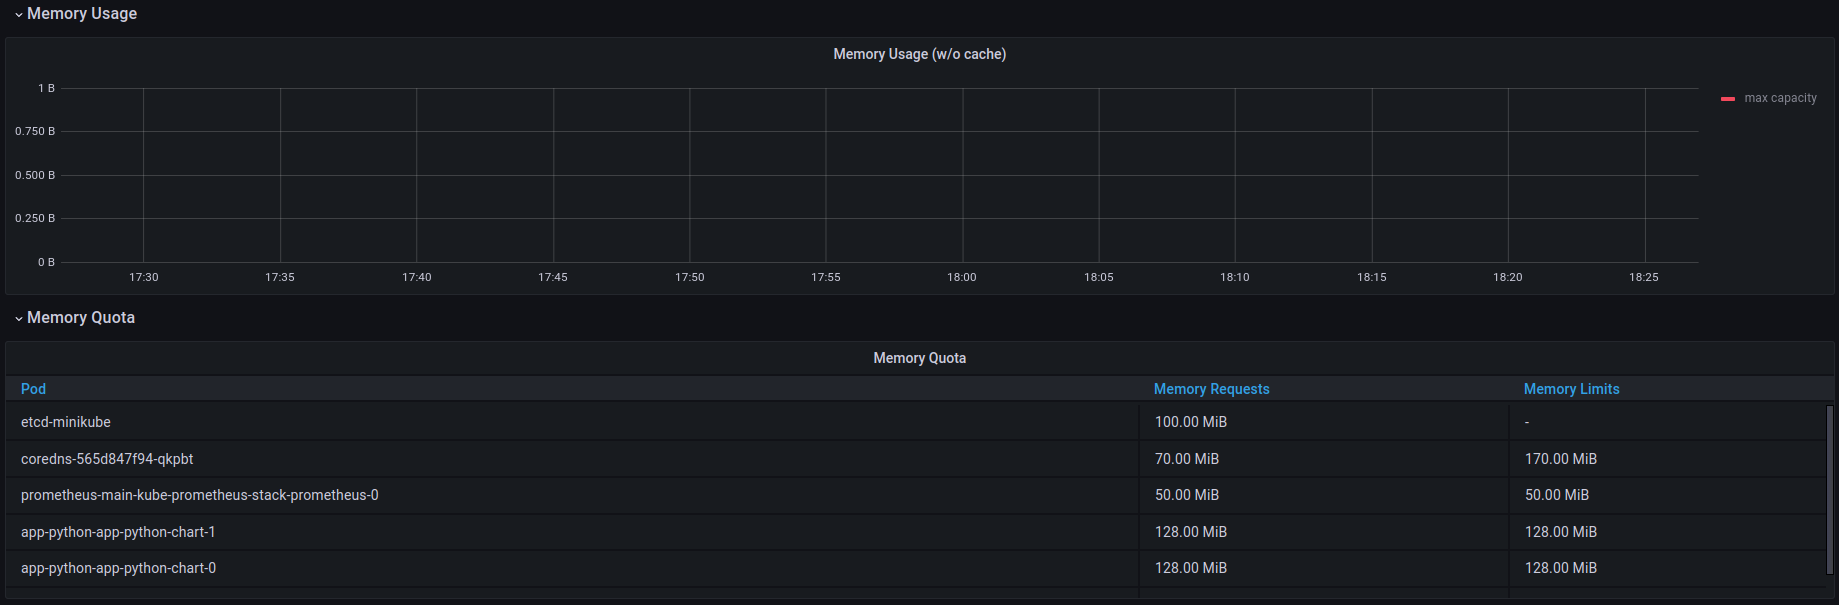 Memory Usage
Memory Usage (w/o cache)
1 B
0.750 B
0.500 B
0.250 B
0 B
17:30 17:35 17:40 17:45 17:50 17:55 18:00 18:05 18:10 18:15 18:20 18:25
max capacity
Memory Quota
Memory Quota
Pod Memory Requests Memory Limits
etcd-minikube 100.00 MiB -
coredns-565d847f94-qkpbt 70.00 MiB 170.00 MiB
prometheus-main-kube-prometheus-stack-prometheus-0 50.00 MiB 50.00 MiB
app-python-app-python-chart-1 128.00 MiB 128.00 MiB
app-python-app-python-chart-0 128.00 MiB 128.00 MiB